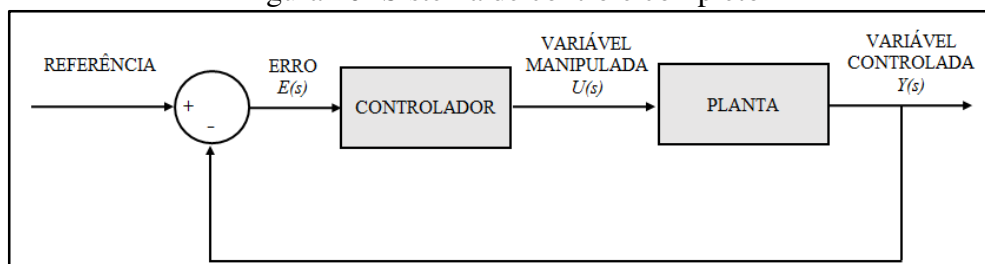 REFERÊNCIA
+
-
ERRO
E(s)
CONTROLADOR
VARIÁVEL
MANIPULADA
U(s)
PLANTA
VARIÁVEL
CONTROLADA
Y(s)